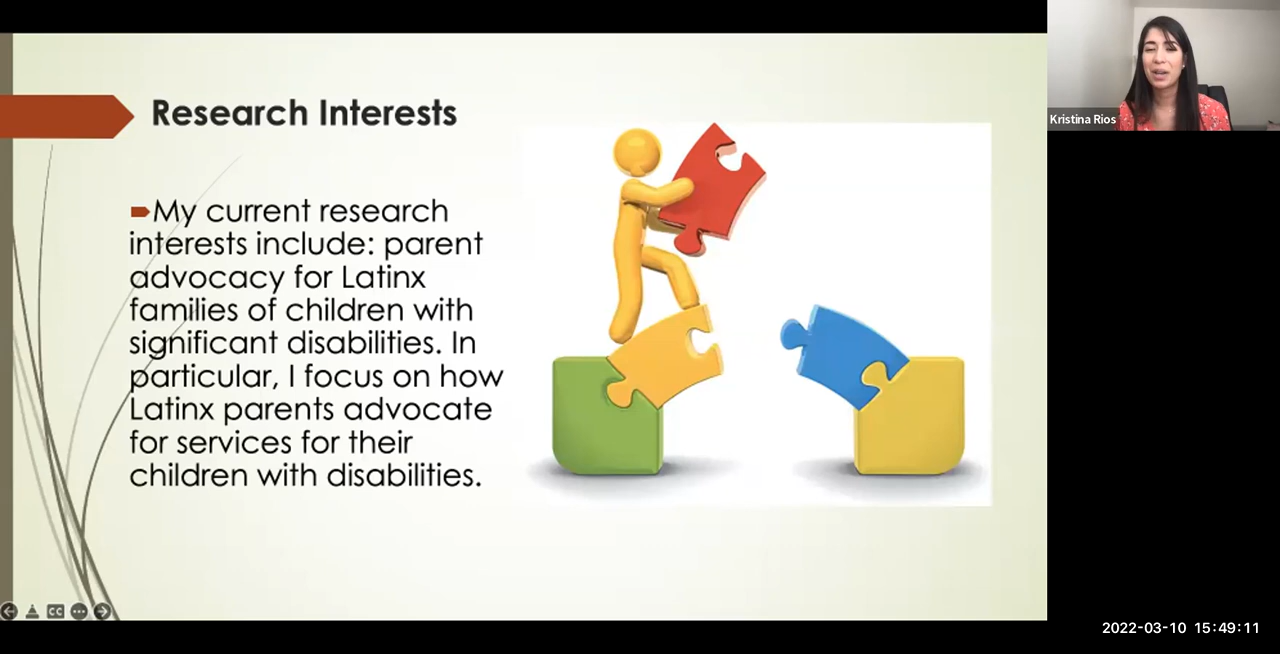 Research Interests
My current research
interests include: parent
advocacy for Latinx
families of children with
significant disabilities. In
particular, I focus on how
Latinx parents advocate
for services for their
children with disabilities.
Kristina Rios
CC
2022-03-10 15:49:11